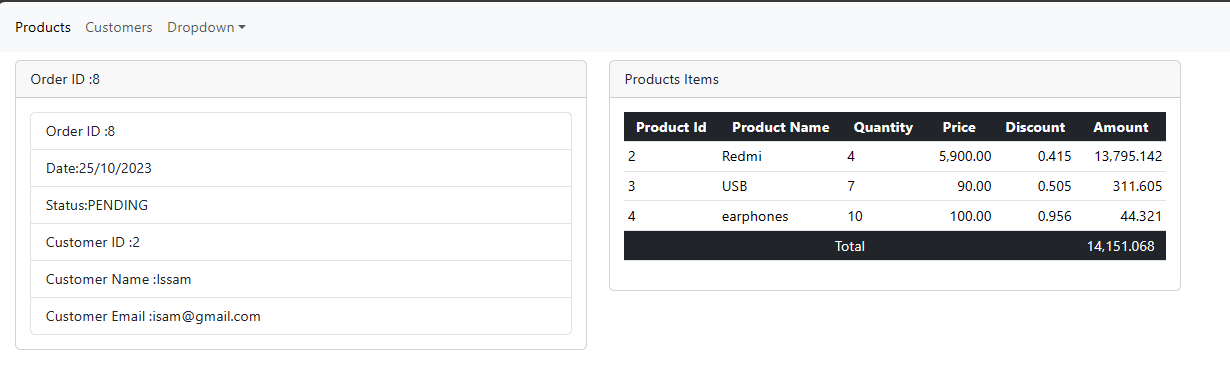 Products Customers Dropdown
Order ID :8
Order ID :8
Date:25/10/2023
Status:PENDING
Customer ID :2
Customer Name :Issam
Customer Email :isam@gmail.com
Products Items
Product Id Product Name Quantity Price Discount Amount
2 Redmi 4 5,900.00 0.415 13,795.142
3 USB 7 90.00 0.505 311.605
4 earphones 10 100.00 0.956 44.321
Total 14,151.068